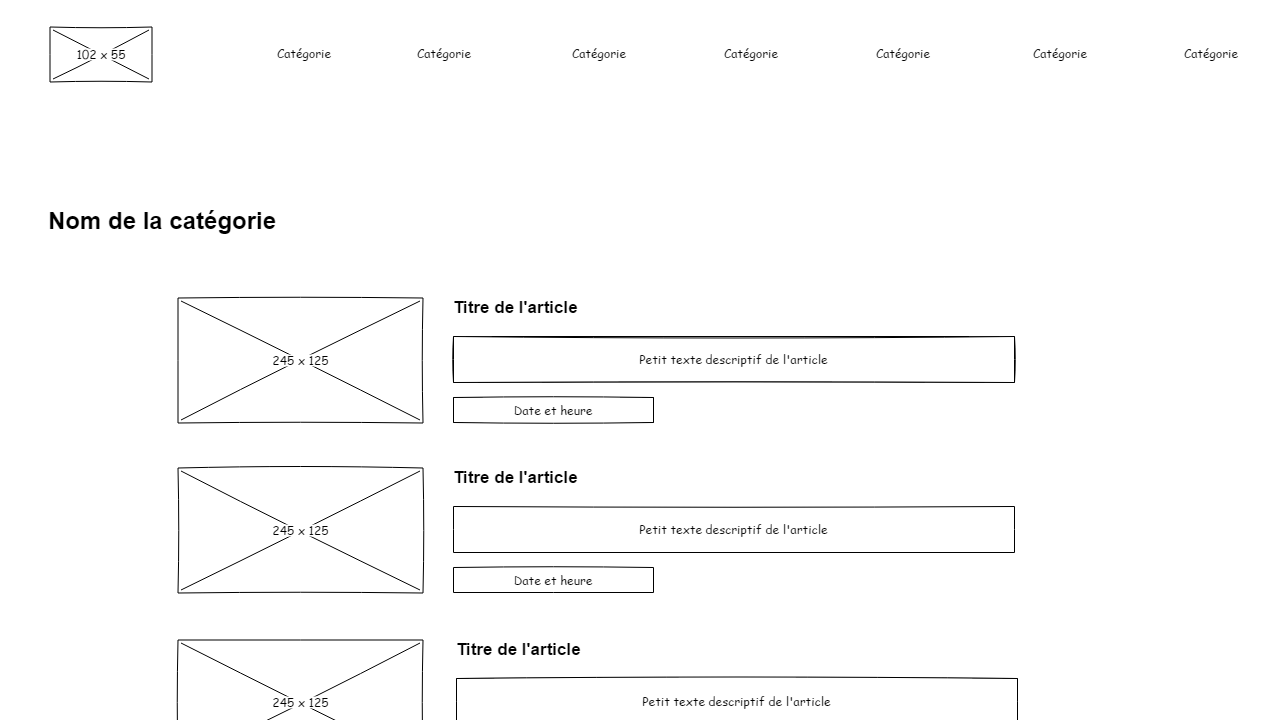 102 x 55
Catégorie Catégorie Catégorie Catégorie Catégorie Catégorie Catégorie
Nom de la catégorie
245 x 125
Titre de l'article
Petit texte descriptif de l'article
Date et heure
245 x 125
Titre de l'article
Petit texte descriptif de l'article
Date et heure
245 x 125
Titre de l'article
Petit texte descriptif de l'article